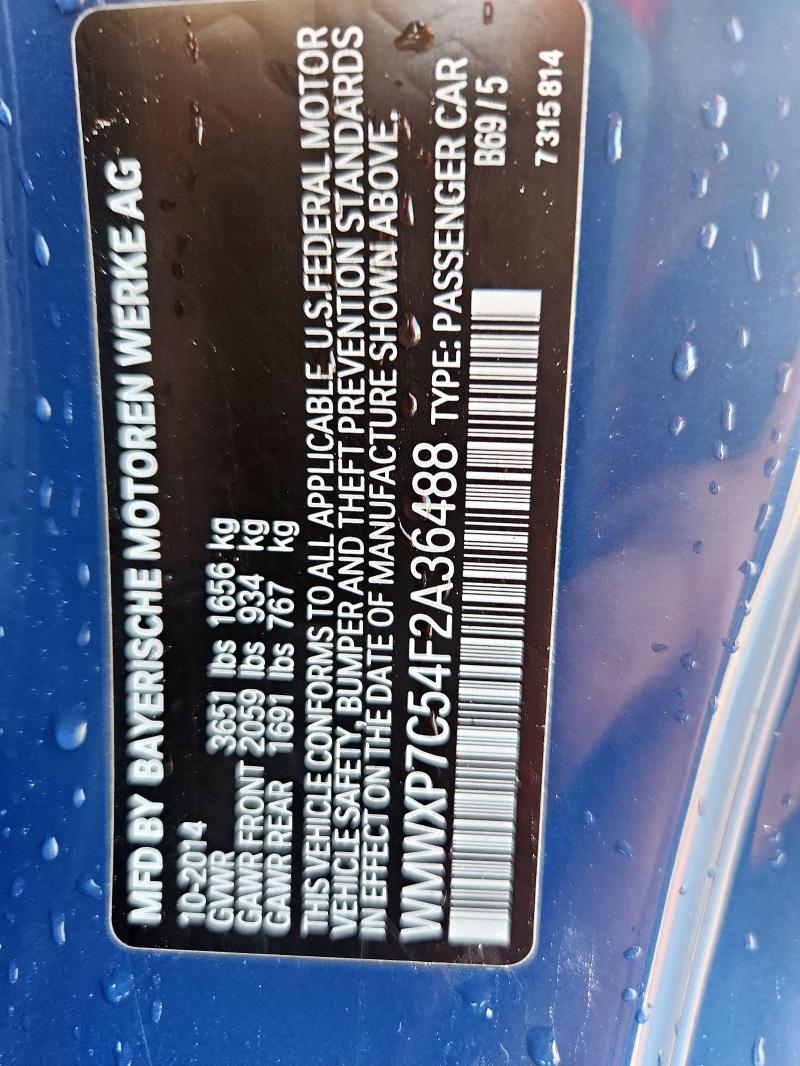 MFD BY BAYERISCHE MOTOREN WERKE AG
10-2014
GVWR 3651 lbs 1656 kg
GAWR FRONT 2059 lbs 934 kg
GAWR REAR 1691 lbs 767 kg
THIS VEHICLE CONFORMS TO ALL APPLICABLE U.S. FEDERAL MOTOR
VEHICLE SAFETY, BUMPER AND THEFT PREVENTION STANDARDS
IN EFFECT ON THE DATE OF MANUFACTURE SHOWN ABOVE.
WMWXP7C54F2A36488 TYPE: PASSENGER CAR
B69/5
7 315 814